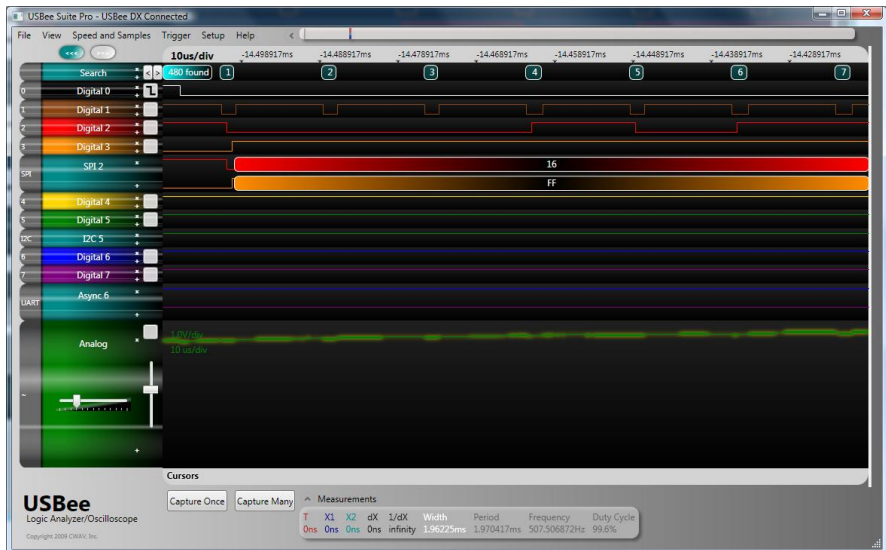 USBee Suite Pro - USBee DX Connected
File View Speed and Samples Trigger Setup Help <
<<< 
10us/div -14.498917ms -14.488917ms -14.478917ms -14.468917ms -14.458917ms -14.448917ms -14.438917ms -14.428917ms
Search < > 480 found 1 2 3 4 5 6 7
0 Digital 0
1 Digital 1
2 Digital 2
3 Digital 3
SPI SPI 2 16
FF
4 Digital 4
5 Digital 5
I2C I2C 5
6 Digital 6
7 Digital 7
UART Async 6
~ Analog 1.0V/div
10 us/div
Cursors
USBee
Logic Analyzer/Oscilloscope
Copyright 2009 CWAV, Inc.
Capture Once Capture Many Measurements
T X1 X2 dX 1/dX Width Period Frequency Duty Cycle
0ns 0ns 0ns 0ns infinity 1.96225ms 1.970417ms 507.506872Hz 99.6%